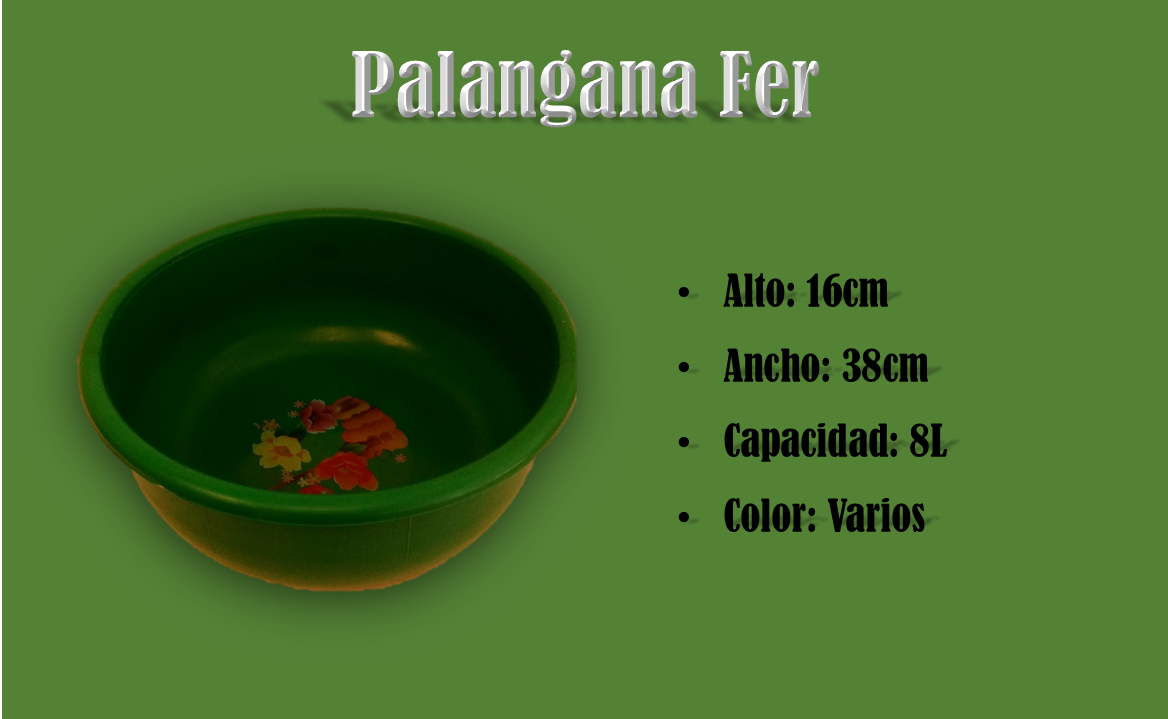 Palangana Fer
• Alto: 16cm
• Ancho: 38cm
• Capacidad: 8L
• Color: Varios